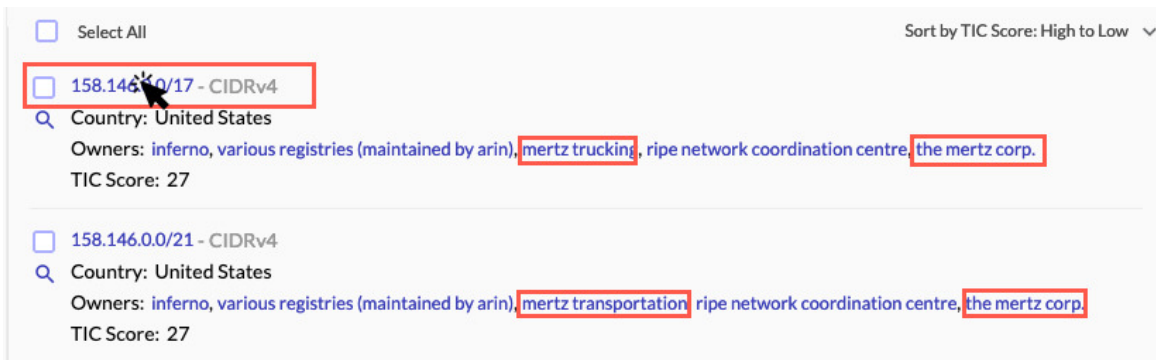 Select All
Sort by TIC Score: High to Low
158.146.0.0/17 - CIDRv4
Country: United States
Owners: inferno, various registries (maintained by arin), mertz trucking, ripe network coordination centre, the mertz corp.
TIC Score: 27
158.146.0.0/21 - CIDRv4
Country: United States
Owners: inferno, various registries (maintained by arin), mertz transportation, ripe network coordination centre, the mertz corp.
TIC Score: 27